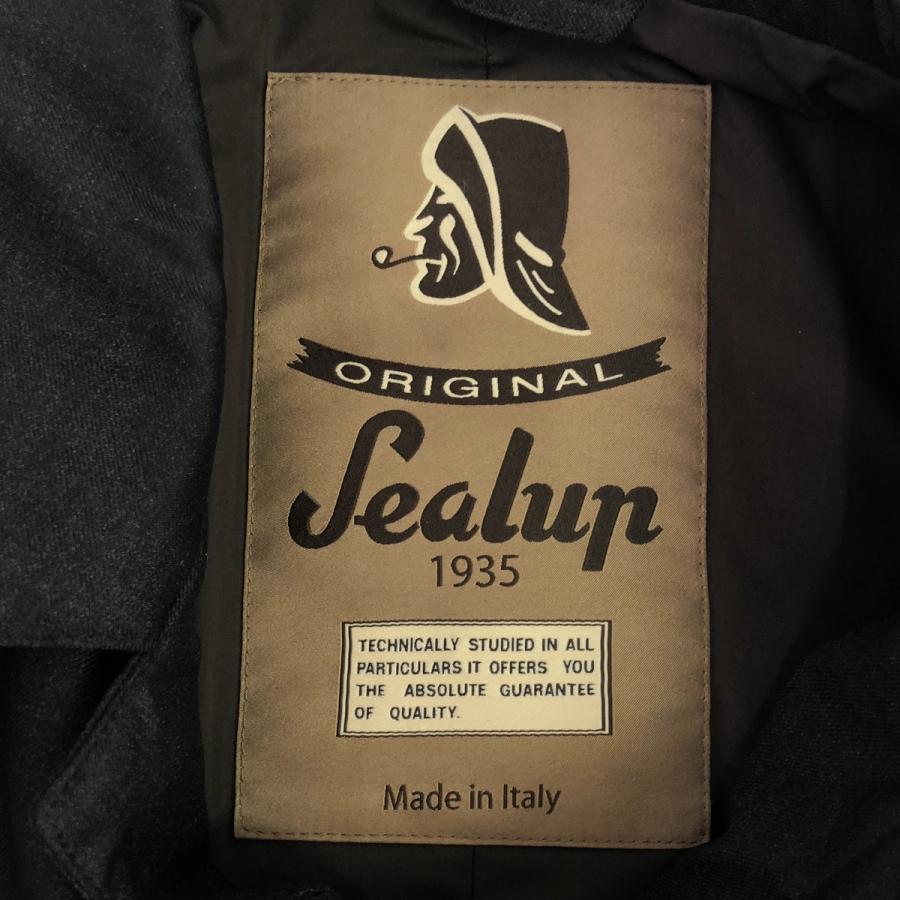 ORIGINAL
Sealup
1935
TECHNICALLY STUDIED IN ALL
PARTICULARS IT OFFERS YOU
THE ABSOLUTE GUARANTEE
OF QUALITY.
Made in Italy